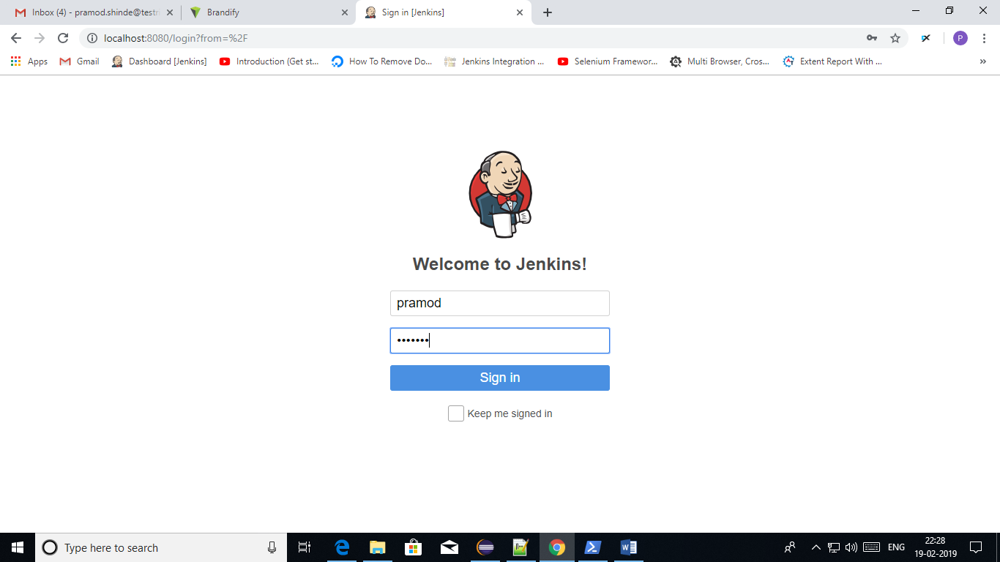 Inbox (4) - pramod.shinde@testr
Brandify
Sign in [Jenkins]
localhost:8080/login?from=%2F
P
Apps
Gmail
Dashboard [Jenkins]
Introduction (Get st...
How To Remove Do...
Jenkins Integration ...
Selenium Framewor...
Multi Browser, Cros...
Extent Report With ...
»
Welcome to Jenkins!
pramod
•••••••
Sign in
Keep me signed in
Type here to search
ENG
22:28
19-02-2019